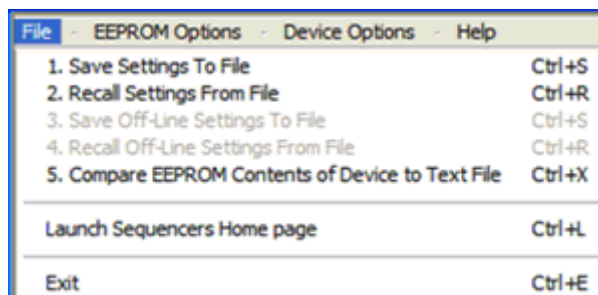 File - EEPROM Options - Device Options - Help
1. Save Settings To File Ctrl+S
2. Recall Settings From File Ctrl+R
3. Save Off-Line Settings To File Ctrl+S
4. Recall Off-Line Settings From File Ctrl+R
5. Compare EEPROM Contents of Device to Text File Ctrl+X
Launch Sequencers Home page Ctrl+L
Exit Ctrl+E